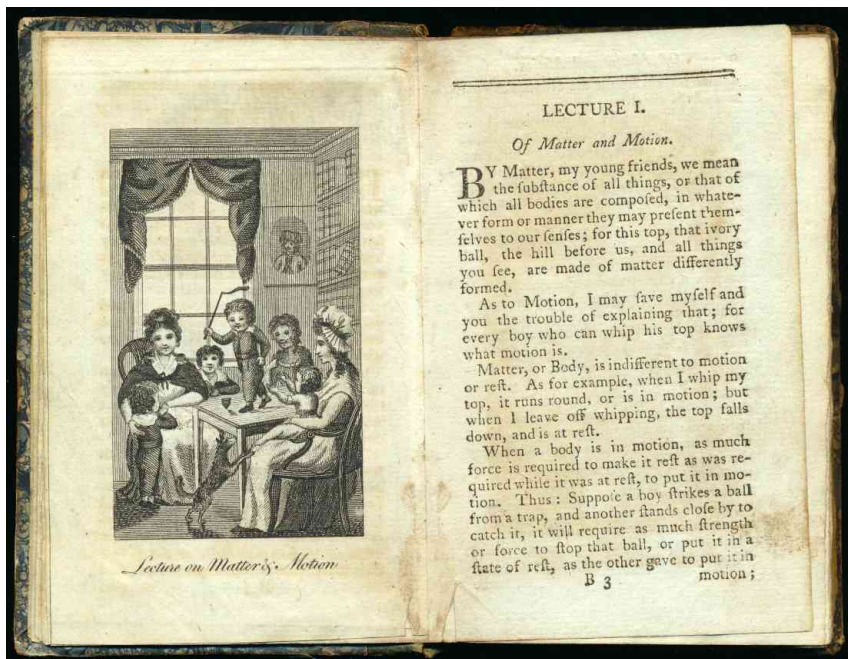 Lecture on Matter & Motion
LECTURE I.
Of Matter and Motion.
BY Matter, my young friends, we mean
the ſubſtance of all things, or that of
which all bodies are compoſed, in whate-
ver form or manner they may preſent them-
ſelves to our ſenſes; for this top, that ivory
ball, the hill before us, and all things
you ſee, are made of matter differently
formed.
As to Motion, I may ſave myſelf and
you the trouble of explaining that; for
every boy who can whip his top knows
what motion is.
Matter, or Body, is indifferent to motion
or reſt. As for example, when I whip my
top, it runs round, or is in motion; but
when I leave off whipping, the top falls
down, and is at reſt.
When a body is in motion, as much
force is required to make it reſt as was re-
quired while it was at reſt, to put it in mo-
tion. Thus: Suppoſe a boy ſtrikes a ball
from a trap, and another ſtands cloſe by to
catch it, it will require as much ſtrength
or force to ſtop that ball, or put it in a
ſtate of reſt, as the other gave to put it in
B 3 motion;